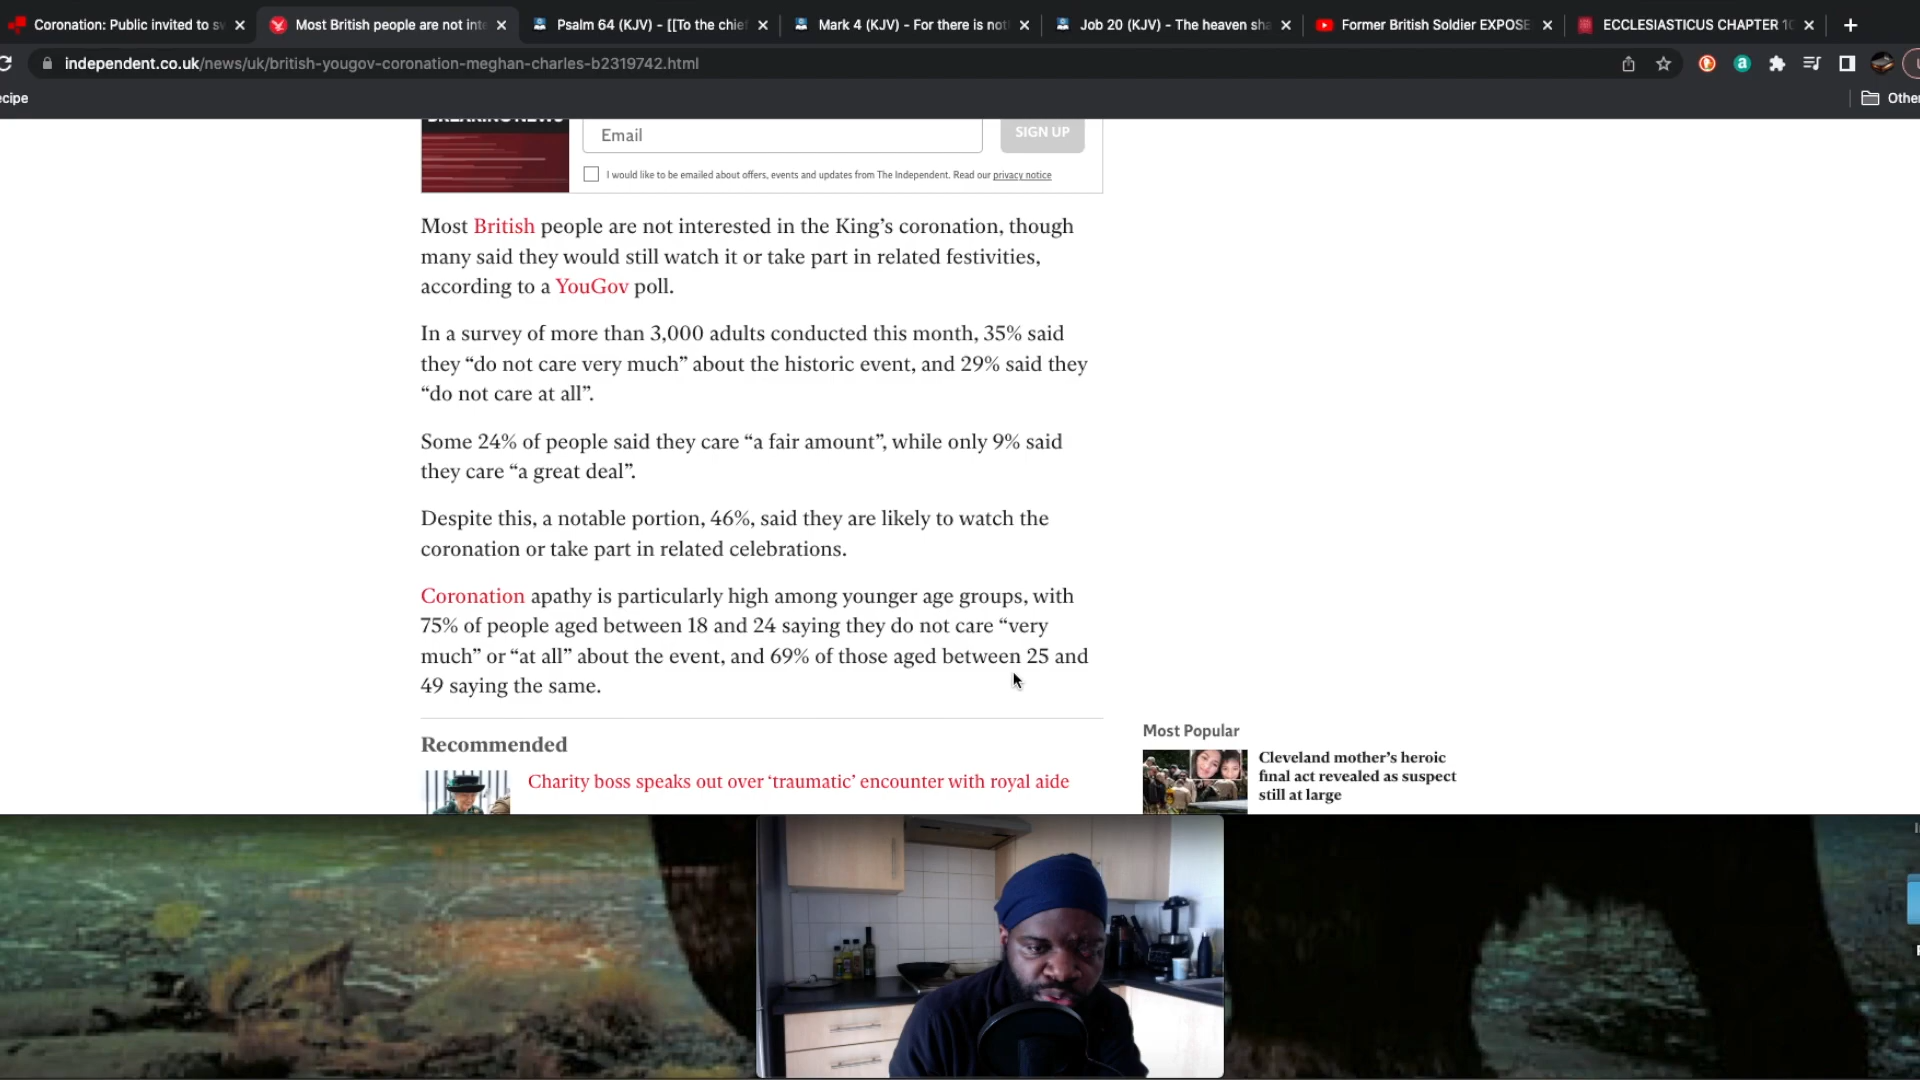 Coronation: Public invited to sw
Most British people are not inte
Psalm 64 (KJV) - [[To the chief
Mark 4 (KJV) - For there is not
Job 20 (KJV) - The heaven sha
Former British Soldier EXPOSE
ECCLESIASTICUS CHAPTER 10
independent.co.uk/news/uk/british-yougov-coronation-meghan-charles-b2319742.html
ecipe
Other
BREAKING NEWS
Email
SIGN UP
I would like to be emailed about offers, events and updates from The Independent. Read our privacy notice
Most British people are not interested in the King’s coronation, though
many said they would still watch it or take part in related festivities,
according to a YouGov poll.
In a survey of more than 3,000 adults conducted this month, 35% said
they “do not care very much” about the historic event, and 29% said they
“do not care at all”.
Some 24% of people said they care “a fair amount”, while only 9% said
they care “a great deal”.
Despite this, a notable portion, 46%, said they are likely to watch the
coronation or take part in related celebrations.
Coronation apathy is particularly high among younger age groups, with
75% of people aged between 18 and 24 saying they do not care “very
much” or “at all” about the event, and 69% of those aged between 25 and
49 saying the same.
Recommended
Charity boss speaks out over ‘traumatic’ encounter with royal aide
Most Popular
Cleveland mother’s heroic
final act revealed as suspect
still at large